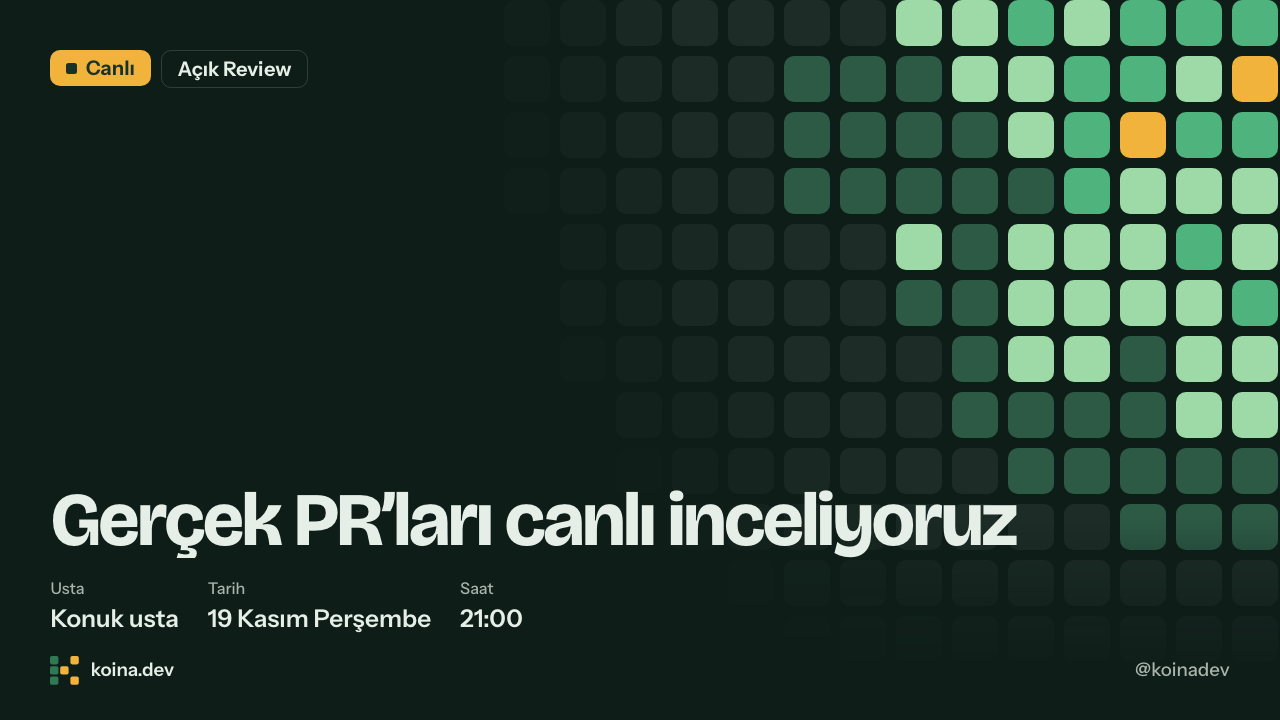 Canlı
Açık Review
Gerçek PR’ları canlı inceliyoruz
Usta
Konuk usta
Tarih
19 Kasım Perşembe
Saat
21:00
koina.dev
@koinadev